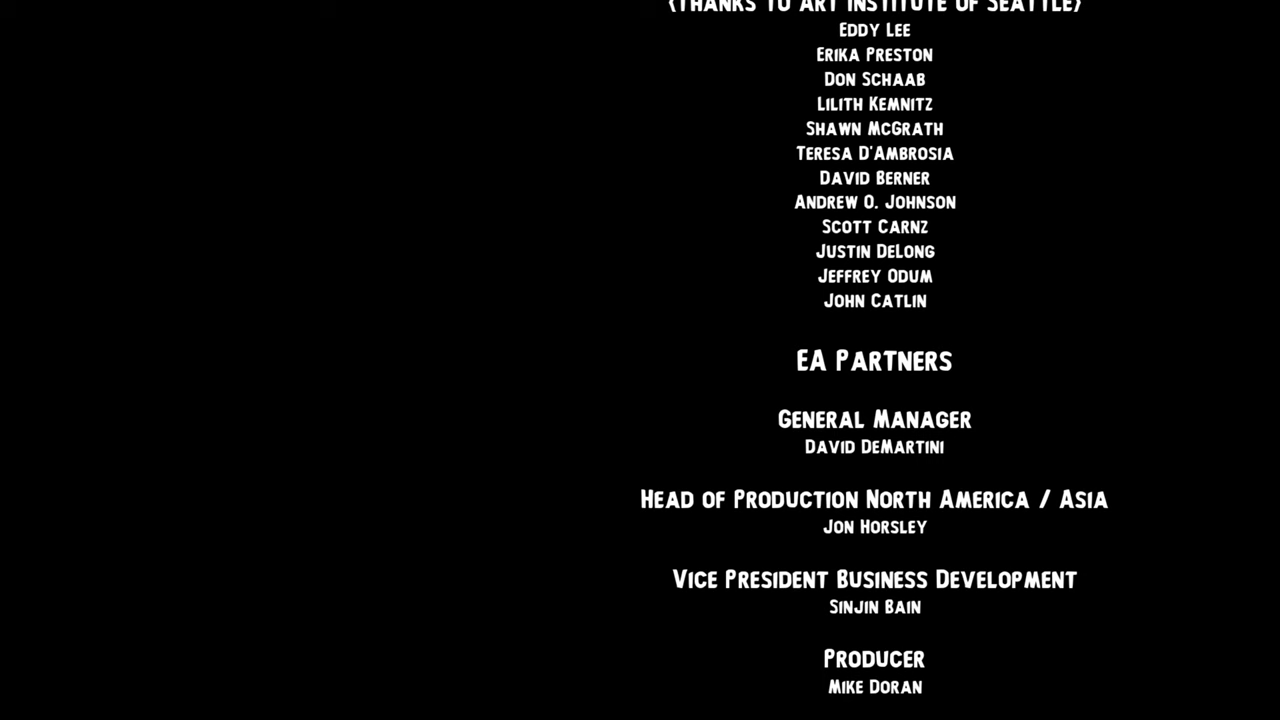 (Thanks to Art Institute of Seattle)
Eddy Lee
Erika Preston
Don Schaab
Lilith Kemnitz
Shawn McGrath
Teresa D'Ambrosia
David Berner
Andrew O. Johnson
Scott Carnz
Justin DeLong
Jeffrey Odum
John Catlin
EA Partners
General Manager
David DeMartini
Head of Production North America / Asia
Jon Horsley
Vice President Business Development
Sinjin Bain
Producer
Mike Doran